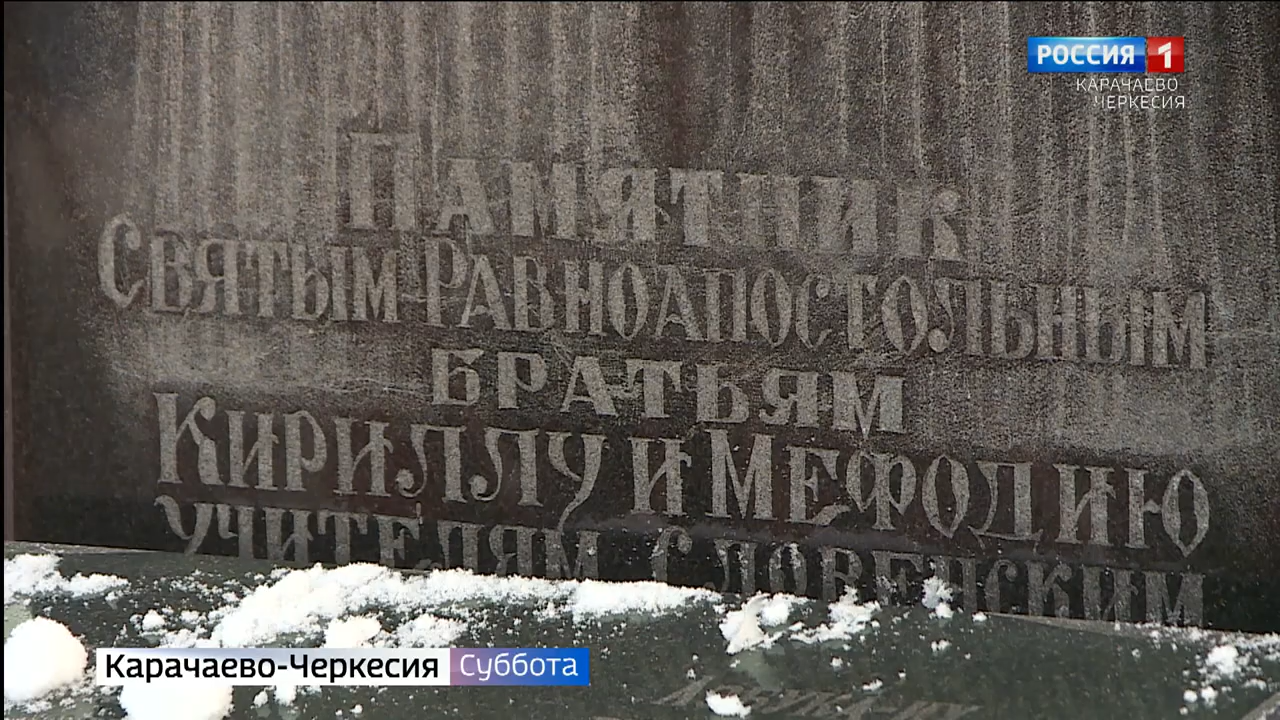 РОССИЯ 1
КАРАЧАЕВО
ЧЕРКЕСИЯ
ПАМЯТНИК
СВЯТЫМ РАВНОАПОСТОЛЬНЫМ
БРАТЬЯМ
КИРИЛЛУ И МЕФОДИЮ
УЧИТЕЛЯМ СЛОВЕНСКИМ
Карачаево-Черкесия Суббота